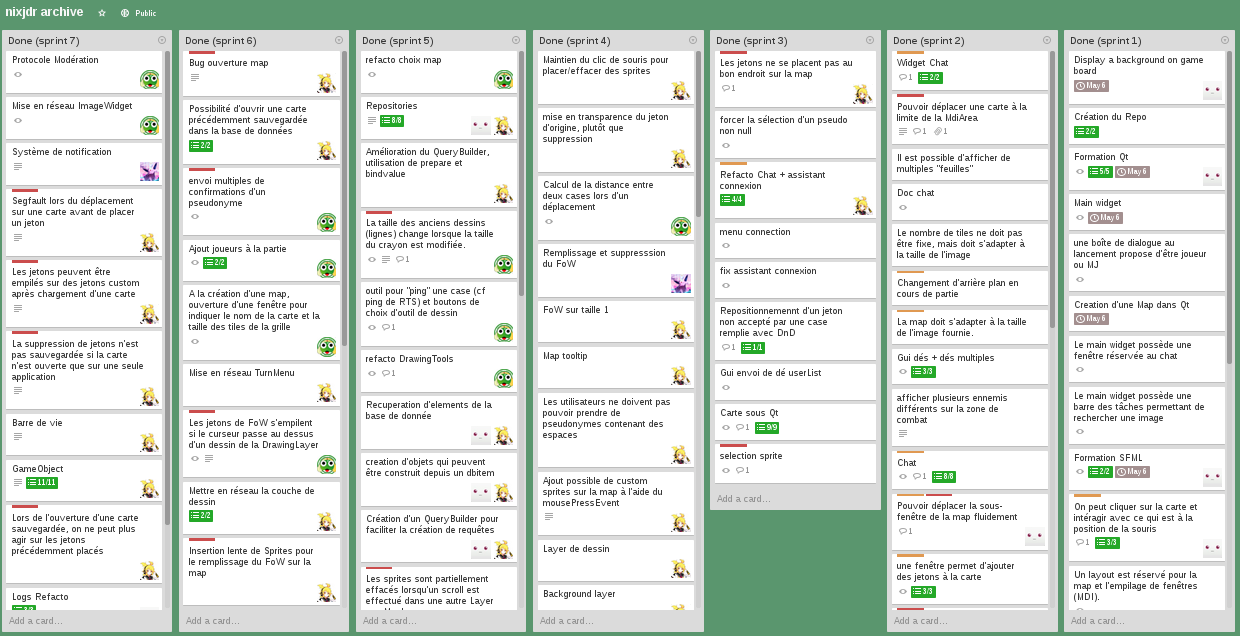 nixjdr archive
Public
Done (sprint 7)
Protocole Modération
Mise en réseau ImageWidget
Système de notification
Segfault lors du déplacement
sur une carte avant de placer
un jeton
Les jetons peuvent être
empilés sur des jetons custom
après chargement d'une carte
La suppression de jetons n'est
pas sauvegardée si la carte
n'est ouverte que sur une seule
application
Barre de vie
GameObject
11/11
Lors de l'ouverture d'une carte
sauvegardée, on ne peut plus
agir sur les jetons
précédemment placés
Logs Refacto
Add a card...
Done (sprint 6)
Bug ouverture map
Possibilité d'ouvrir une carte
précédemment sauvegardée
dans la base de données
2/2
envoi multiples de
confirmations d'un
pseudonyme
Ajout joueurs à la partie
2/2
A la création d'une map,
ouverture d'une fenêtre pour
indiquer le nom de la carte et la
taille des tiles de la grille
Mise en réseau TurnMenu
Les jetons de FoW s'empilent
si le curseur passe au dessus
d'un dessin de la DrawingLayer
Mettre en réseau la couche de
dessin
2/2
Insertion lente de Sprites pour
le remplissage du FoW sur la
map
Add a card...
Done (sprint 5)
refacto choix map
Repositories
8/8
Amélioration du QueryBuilder,
utilisation de prepare et
bindvalue
La taille des anciens dessins
(lignes) change lorsque la taille
du crayon est modifiée.
1
outil pour "ping" une case (cf
ping de RTS) et boutons de
choix d'outil de dessin
1
refacto DrawingTools
1
Recuperation d'elements de la
base de donnée
creation d'objets qui peuvent
être construit depuis un dbitem
Création d'un QueryBuilder pour
faciliter la création de requêtes
Les sprites sont partiellement
effacés lorsqu'un scroll est
effectué dans une autre Layer
Add a card...
Done (sprint 4)
Maintien du clic de souris pour
placer/effacer des sprites
mise en transparence du jeton
d'origine, plutôt que
suppression
Calcul de la distance entre
deux cases lors d'un
déplacement
Remplissage et suppresssion
du FoW
FoW sur taille 1
Map tooltip
Les utilisateurs ne doivent pas
pouvoir prendre de
pseudonymes contenant des
espaces
Ajout possible de custom
sprites sur la map à l'aide du
mousePressEvent
Layer de dessin
Background layer
Add a card...
Done (sprint 3)
Les jetons ne se placent pas au
bon endroit sur la map
1
forcer la sélection d'un pseudo
non null
Refacto Chat + assistant
connexion
4/4
menu connection
fix assistant connexion
Repositionnemnt d'un jeton
non accepté par une case
remplie avec DnD
1 1/1
Gui envoi de dé userList
Carte sous Qt
1 9/9
selection sprite
1
Add a card...
Done (sprint 2)
Widget Chat
1 2/2
Pouvoir déplacer une carte à la
limite de la MdiArea
1 1
Il est possible d'afficher de
multiples "feuilles"
Doc chat
Le nombre de tiles ne doit pas
être fixe, mais doit s'adapter à
la taille de l'image
Changement d'arrière plan en
cours de partie
La map doit s'adapter à la taille
de l'image fournie.
Gui dés + dés multiples
3/3
afficher plusieurs ennemis
différents sur la zone de
combat
Chat
1 8/8
Pouvoir déplacer la sous-
fenêtre de la map fluidement
1
une fenêtre permet d'ajouter
des jetons à la carte
3/3
Add a card...
Done (sprint 1)
Display a background on game
board
May 6
Création du Repo
2/2
Formation Qt
5/5 May 6
Main widget
May 6
une boîte de dialogue au
lancement propose d'être joueur
ou MJ
Creation d'une Map dans Qt
May 6
Le main widget possède une
fenêtre réservée au chat
Le main widget possède une
barre des tâches permettant de
rechercher une image
Formation SFML
2/2 May 6
On peut cliquer sur la carte et
intéragir avec ce qui est à la
position de la souris
1 3/3
Un layout est réservé pour la
map et l'empilage de fenêtres
(MDI).
Add a card...